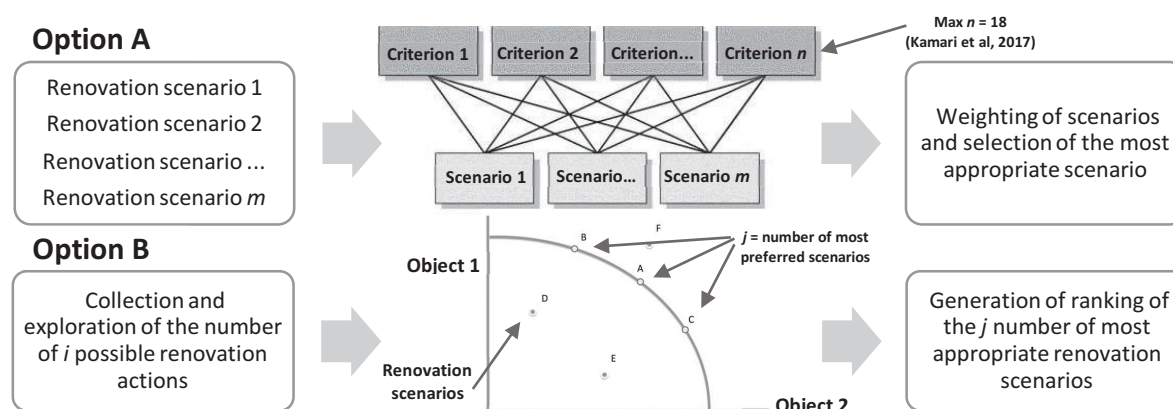 Option A
Renovation scenario 1
Renovation scenario 2
Renovation scenario ...
Renovation scenario m
Criterion 1
Criterion 2
Criterion...
Criterion n
Max n = 18
(Kamari et al, 2017)
Scenario 1
Scenario...
Scenario m
Weighting of scenarios
and selection of the most
appropriate scenario
Option B
Collection and
exploration of the number
of i possible renovation
actions
Object 1
B
F
A
C
D
E
j = number of most
preferred scenarios
Renovation
scenarios
Object 2
Generation of ranking of
the j number of most
appropriate renovation
scenarios